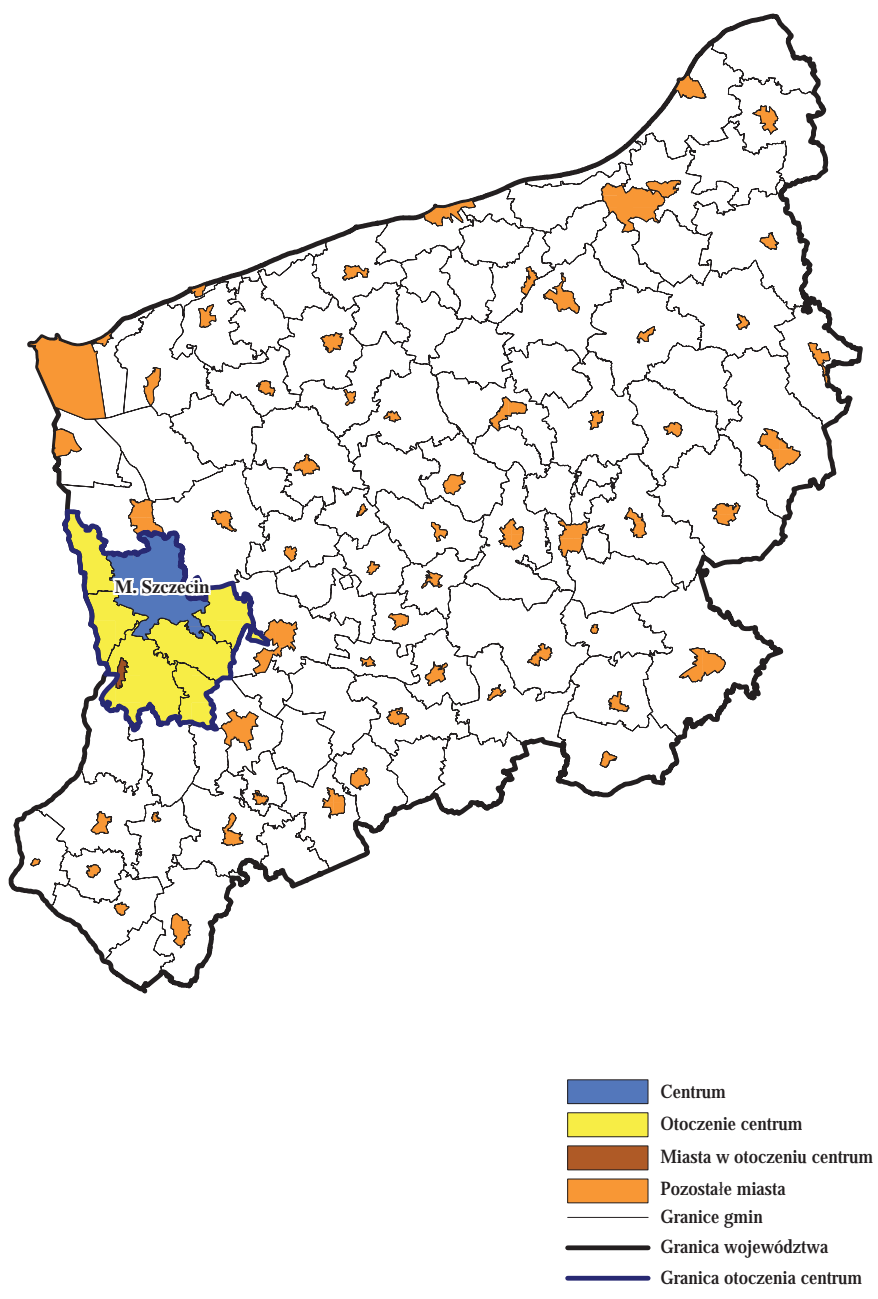 M. Szczecin
Centrum
Otoczenie centrum
Miasta w otoczeniu centrum
Pozostałe miasta
Granice gmin
Granica województwa
Granica otoczenia centrum